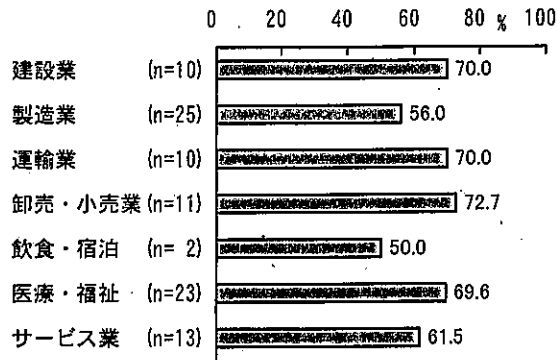 0 20 40 60 80 % 100
建設業 (n=10) 70.0
製造業 (n=25) 56.0
運輸業 (n=10) 70.0
卸売・小売業 (n=11) 72.7
飲食・宿泊 (n= 2) 50.0
医療・福祉 (n=23) 69.6
サービス業 (n=13) 61.5